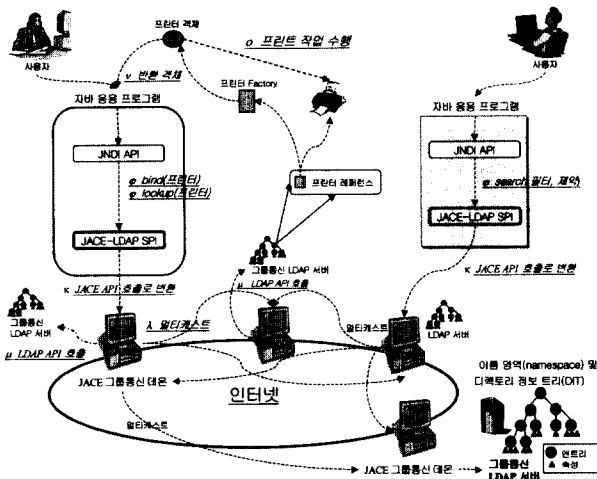 프린터 객체
ο 프린트 작업 수행
사용자
사용자
ν 반환 객체
프린터 Factory
자바 응용 프로그램
자바 응용 프로그램
JNDI API
JNDI API
φ bind(프린터)
φ lookup(프린터)
φ search(필터, 제약)
프린터 레퍼런스
JACE-LDAP SPI
JACE-LDAP SPI
그룹통신 LDAP 서버
κ JACE API 호출로 변환
μ LDAP API 호출
κ JACE API 호출로 변환
그룹통신
LDAP 서버
λ 멀티캐스트
멀티캐스트
LDAP 서버
μ LDAP API 호출
JACE 그룹통신 데몬
인터넷
이름 영역(namespace) 및
디렉토리 정보 트리(DIT)
멀티캐스트
JACE 그룹통신 데몬
그룹통신
LDAP 서버
엔트리
속성